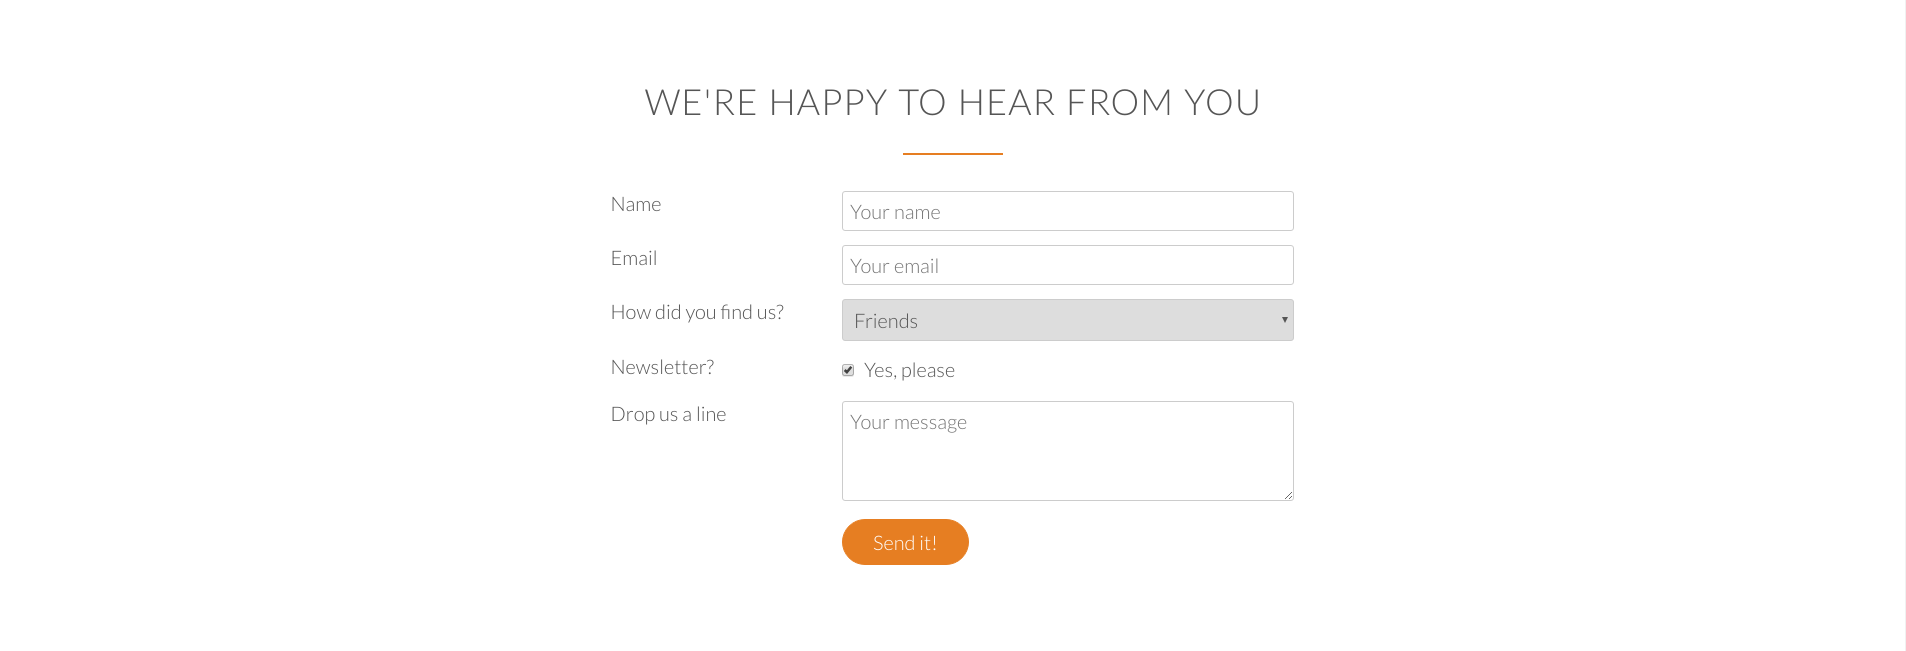 WE'RE HAPPY TO HEAR FROM YOU
Name
Your name
Email
Your email
How did you find us?
Friends
Newsletter?
Yes, please
Drop us a line
Your message
Send it!